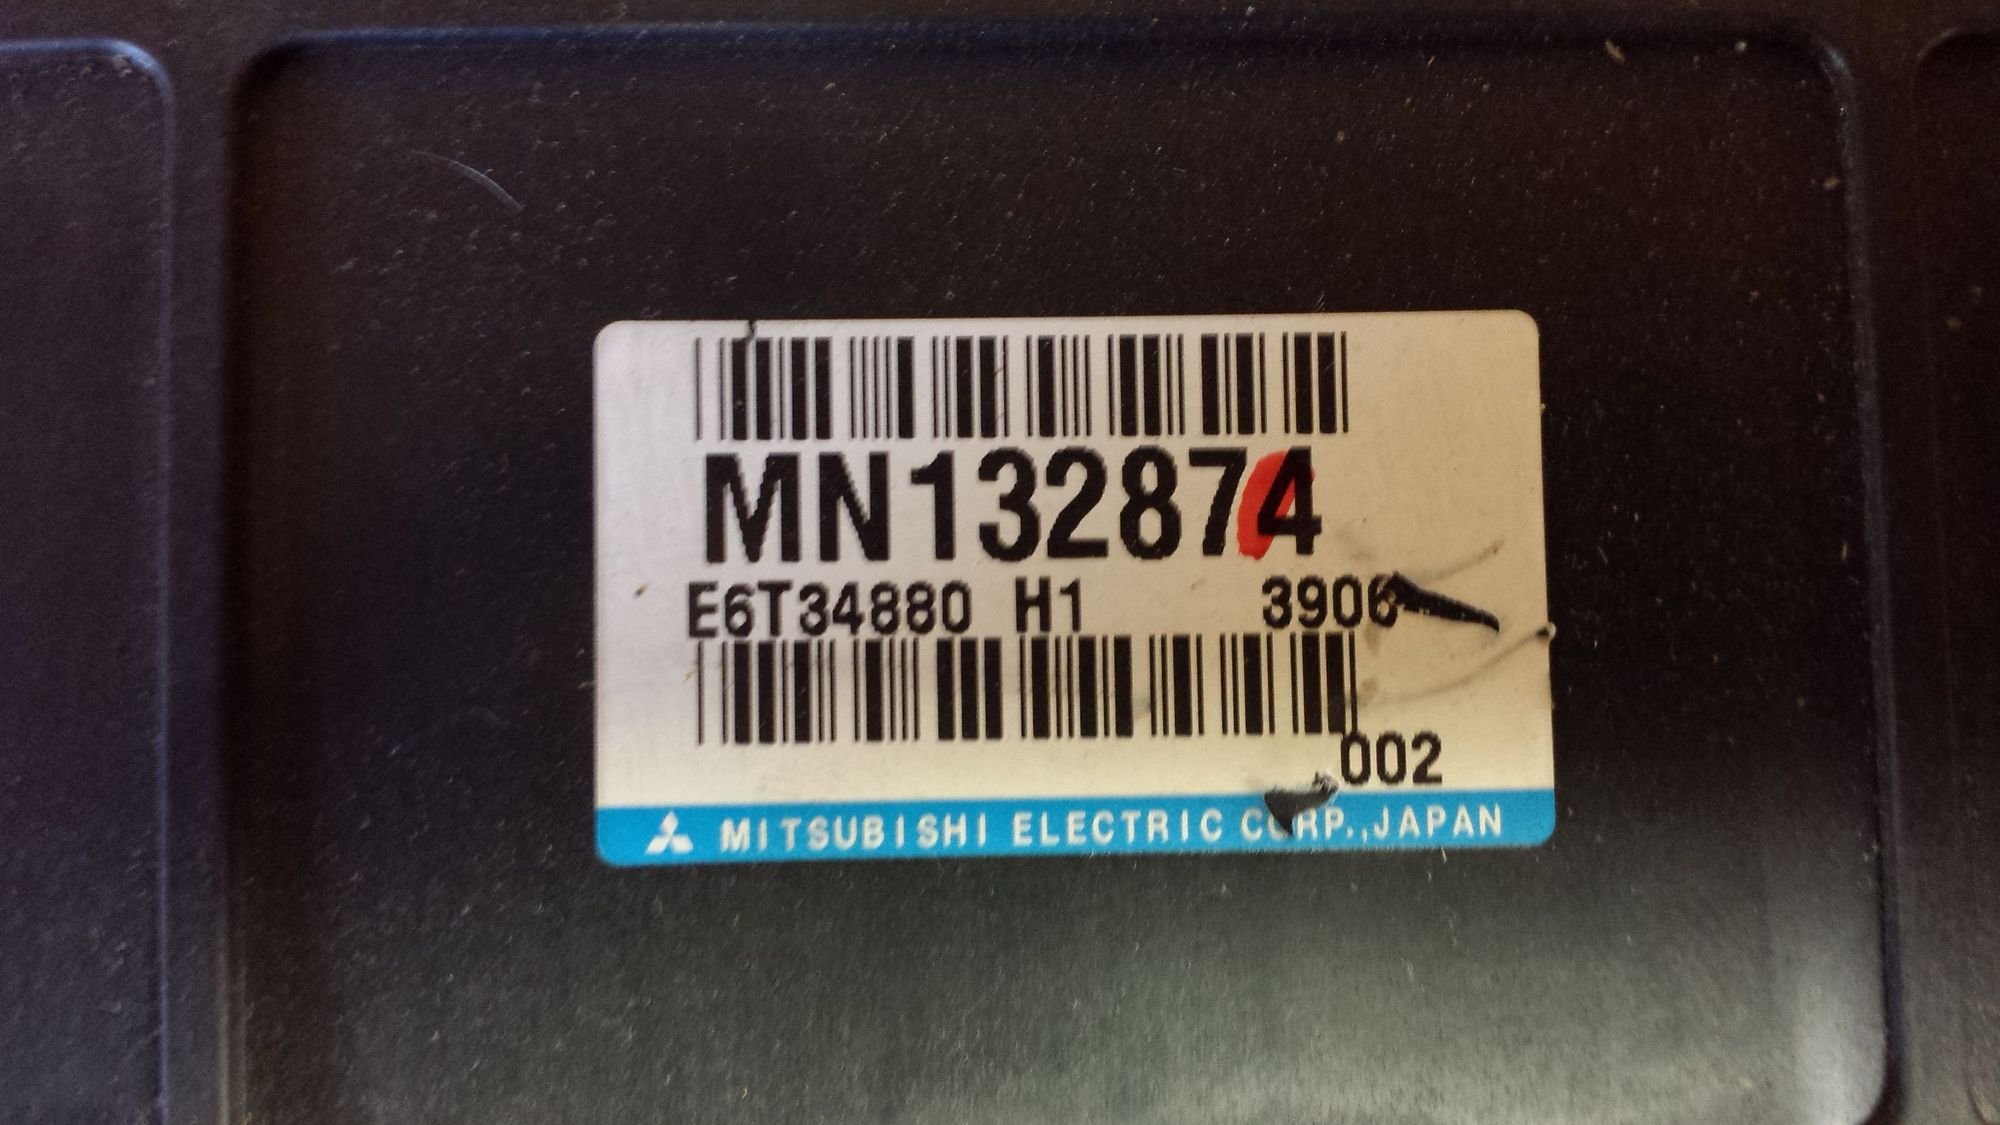 MN132874
E6T34880 H1 3906
002
MITSUBISHI ELECTRIC CORP.,JAPAN